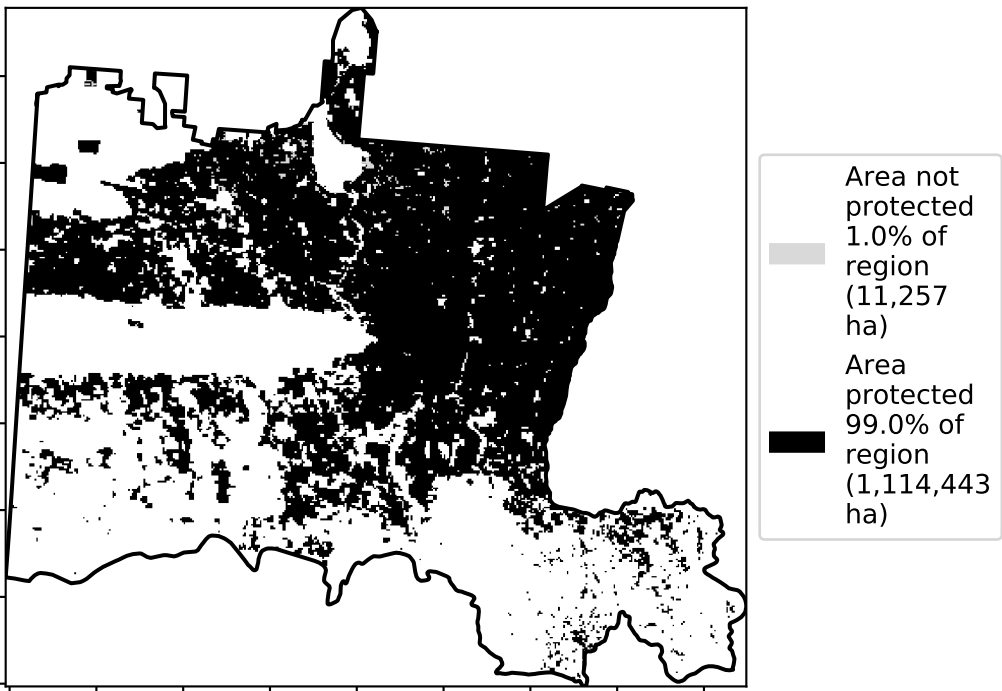 Area not
protected
1.0% of
region
(11,257
ha)
Area
protected
99.0% of
region
(1,114,443
ha)